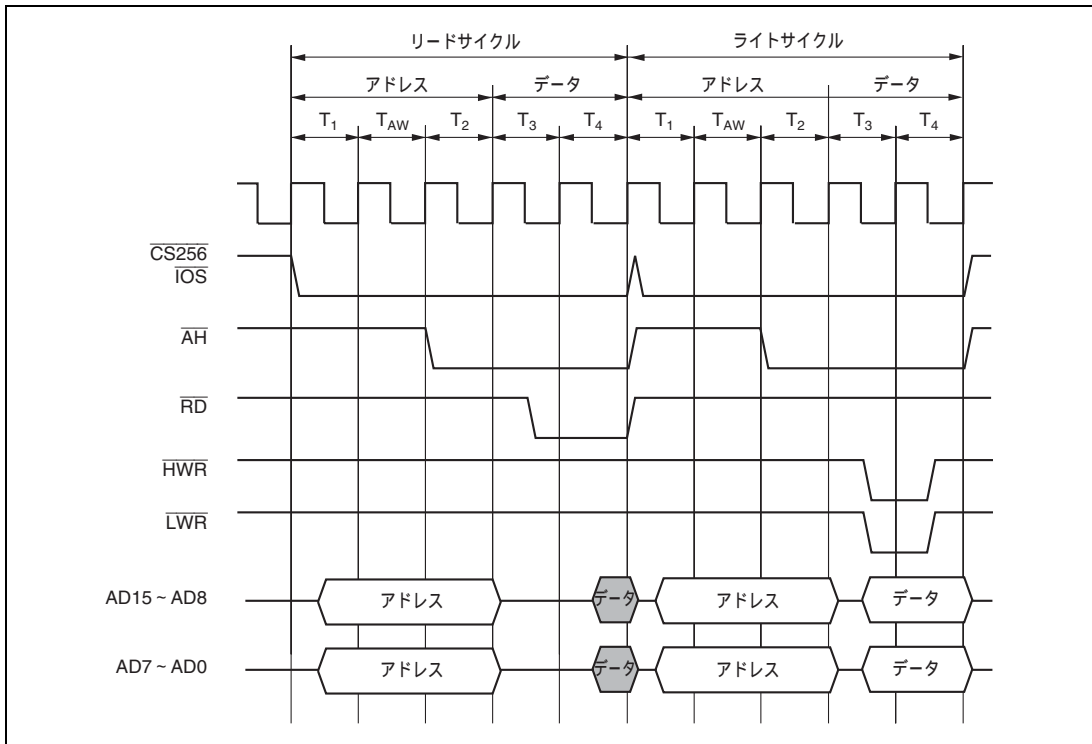 リードサイクル ライトサイクル
アドレス データ アドレス データ
T1 TAW T2 T3 T4 T1 TAW T2 T3 T4
CS256
IOS
AH
RD
HWR
LWR
AD15 ~ AD8 アドレス データ アドレス データ
AD7 ~ AD0 アドレス データ アドレス データ